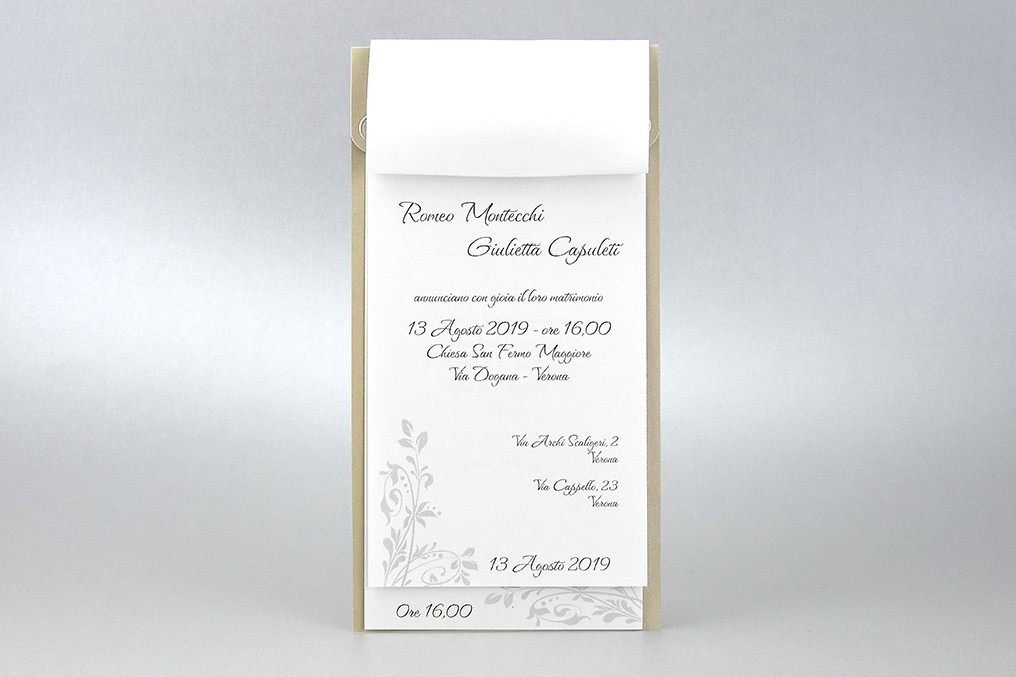 Romeo Montecchi
Giulietta Capuleti
annunciano con gioia il loro matrimonio
13 Agosto 2019 - ore 16,00
Chiesa San Fermo Maggiore
Via Dogana - Verona
Via Archi Scaligeri, 2
Verona
Via Cappello, 23
Verona
13 Agosto 2019
Ore 16,00